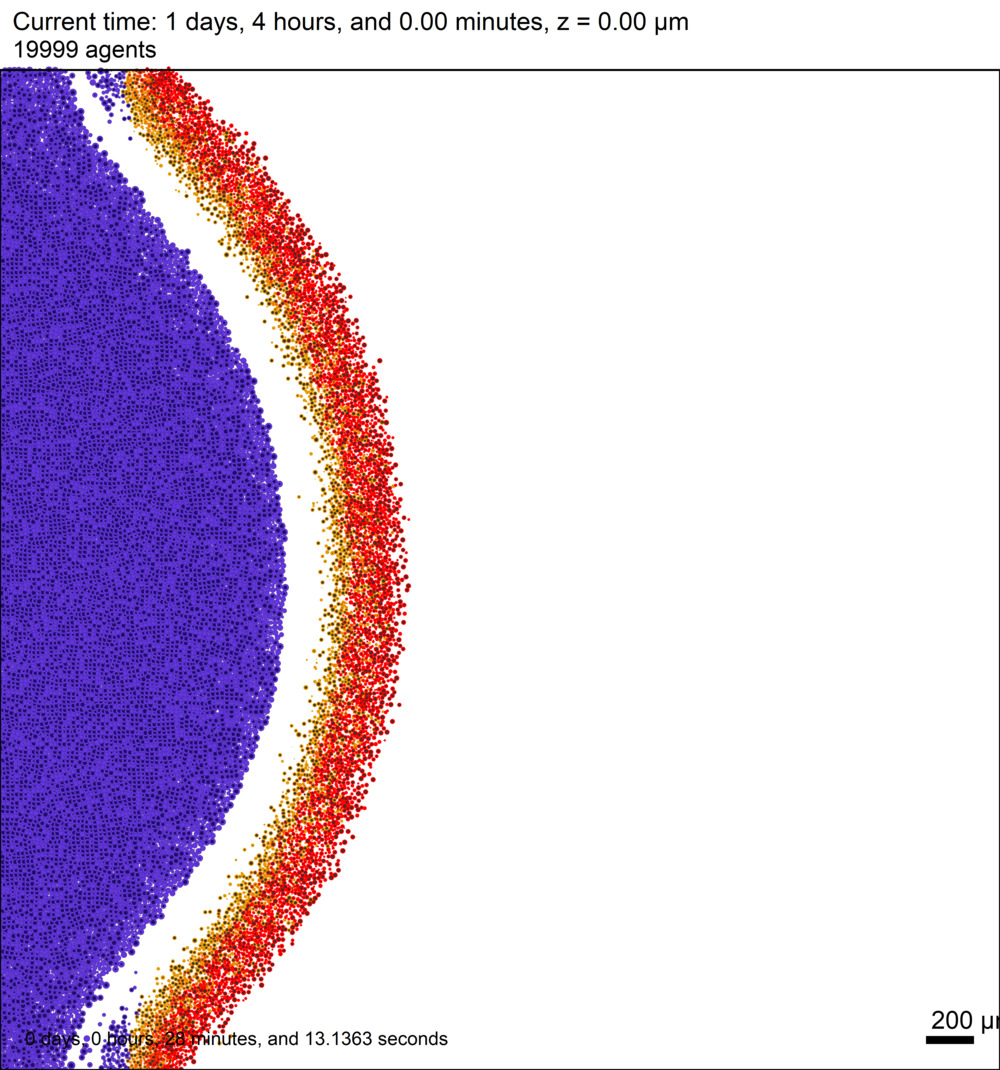 Current time: 1 days, 4 hours, and 0.00 minutes, z = 0.00 µm
19999 agents
200 µ
0 days, 0 hours, 28 minutes, and 13.1363 seconds